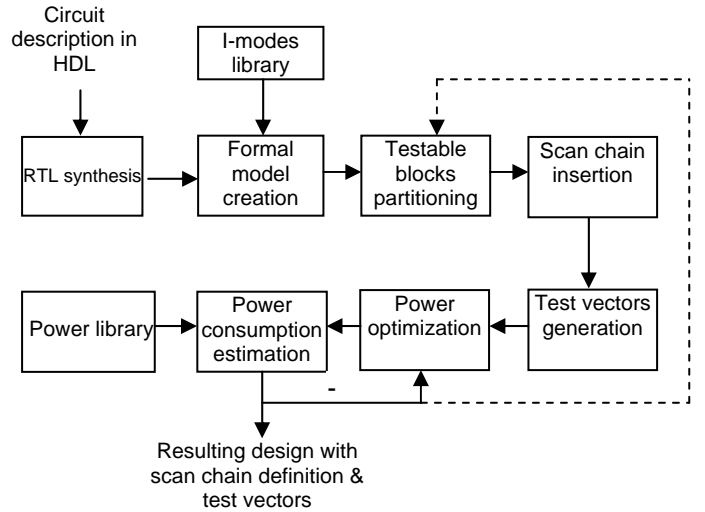 Circuit
description in
HDL
I-modes
library
RTL synthesis
Formal
model
creation
Testable
blocks
partitioning
Scan chain
insertion
Power library
Power
consumption
estimation
Power
optimization
Test vectors
generation
-
Resulting design with
scan chain definition &
test vectors